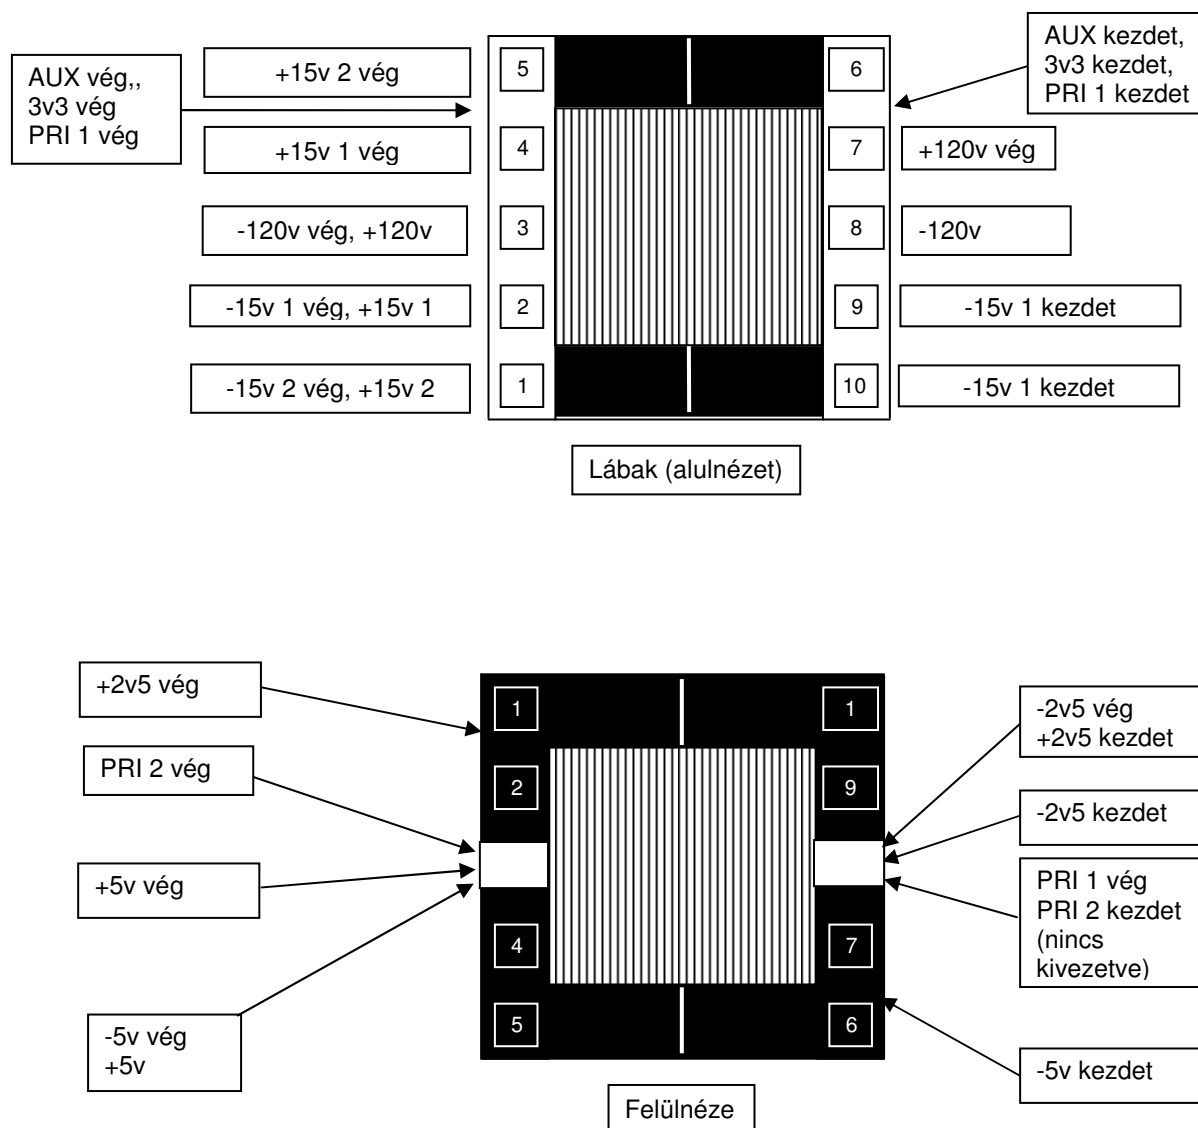 AUX vég,,
3v3 vég
PRI 1 vég
+15v 2 vég
5
6
AUX kezdet,
3v3 kezdet,
PRI 1 kezdet
+15v 1 vég
4
7
+120v vég
-120v vég, +120v
3
8
-120v
-15v 1 vég, +15v 1
2
9
-15v 1 kezdet
-15v 2 vég, +15v 2
1
10
-15v 1 kezdet
Lábak (alulnézet)
+2v5 vég
1
1
-2v5 vég
+2v5 kezdet
PRI 2 vég
2
9
-2v5 kezdet
+5v vég
PRI 1 vég
PRI 2 kezdet
(nincs
kivezetve)
4
7
-5v vég
+5v
5
6
-5v kezdet
Felülnéze